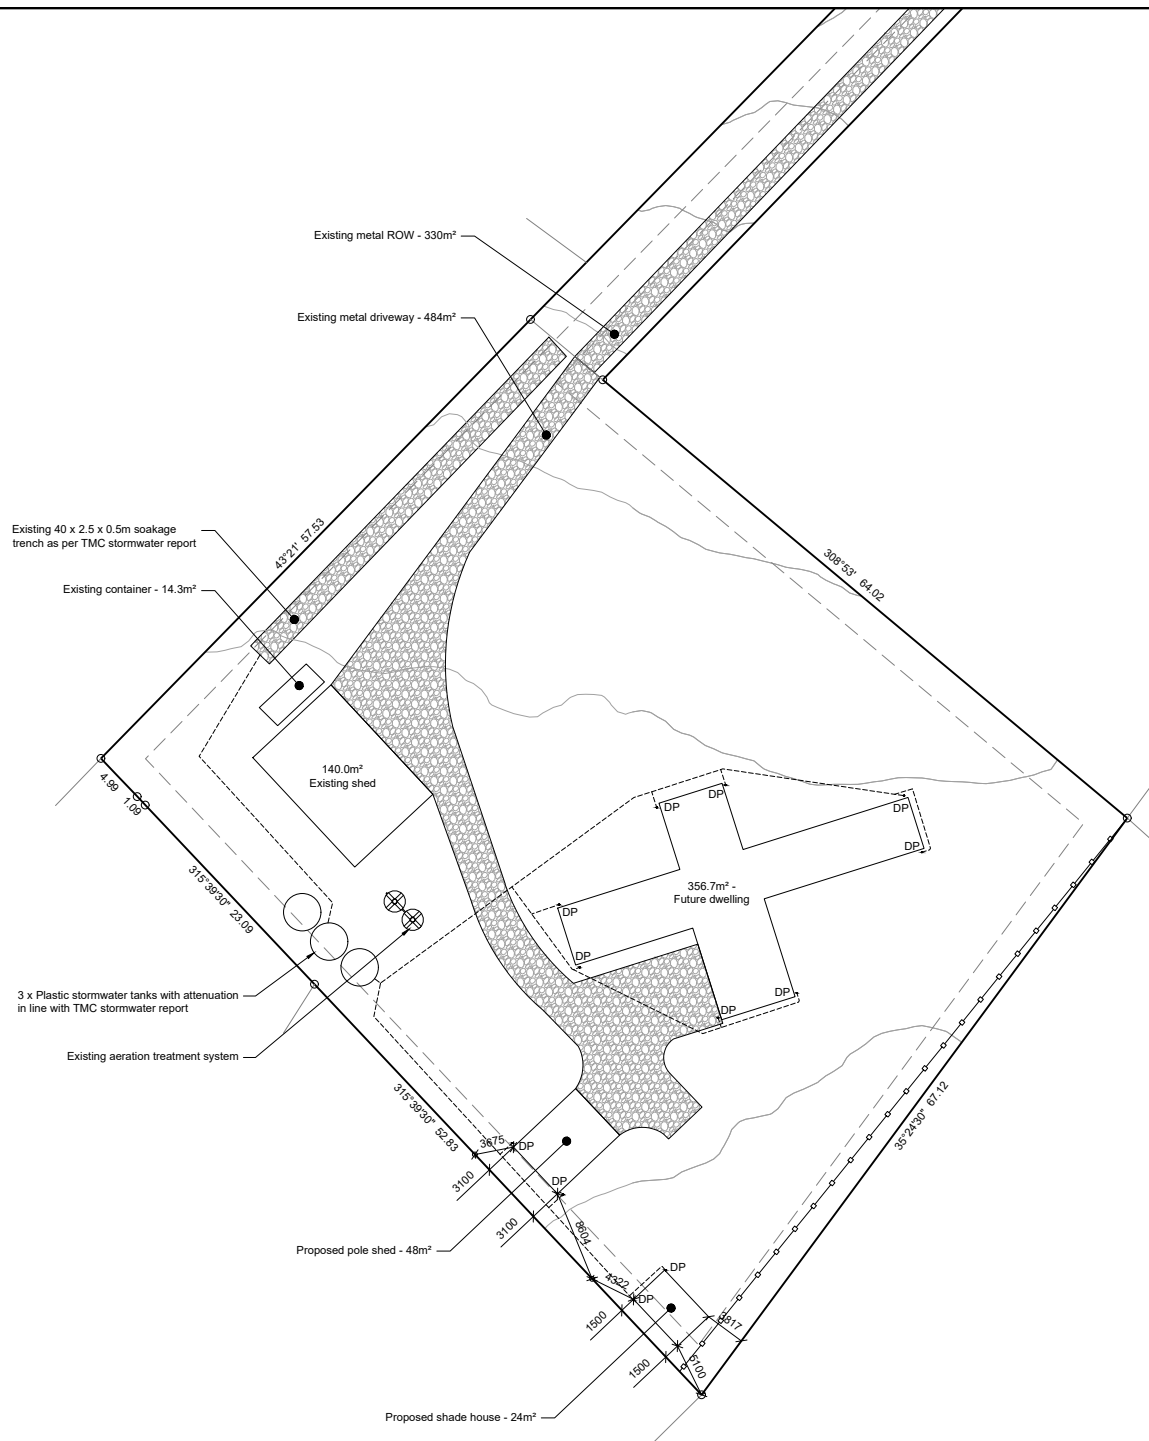 Existing metal ROW - 330m²
Existing metal driveway - 484m²
Existing 40 x 2.5 x 0.5m soakage
trench as per TMC stormwater report
43°21' 57.53
308°53' 64.02
Existing container - 14.3m²
140.0m²
Existing shed
4.99
1.09
DP
DP
DP
DP
356.7m² -
Future dwelling
DP
DP
DP
DP
315°39'30" 23.09
3 x Plastic stormwater tanks with attenuation
in line with TMC stormwater report
Existing aeration treatment system
315°39'30" 52.83
35°24'30" 67.12
3675
DP
3100
DP
3100
8604
Proposed pole shed - 48m²
DP
4322
DP
1500
3817
1500
5100
Proposed shade house - 24m²